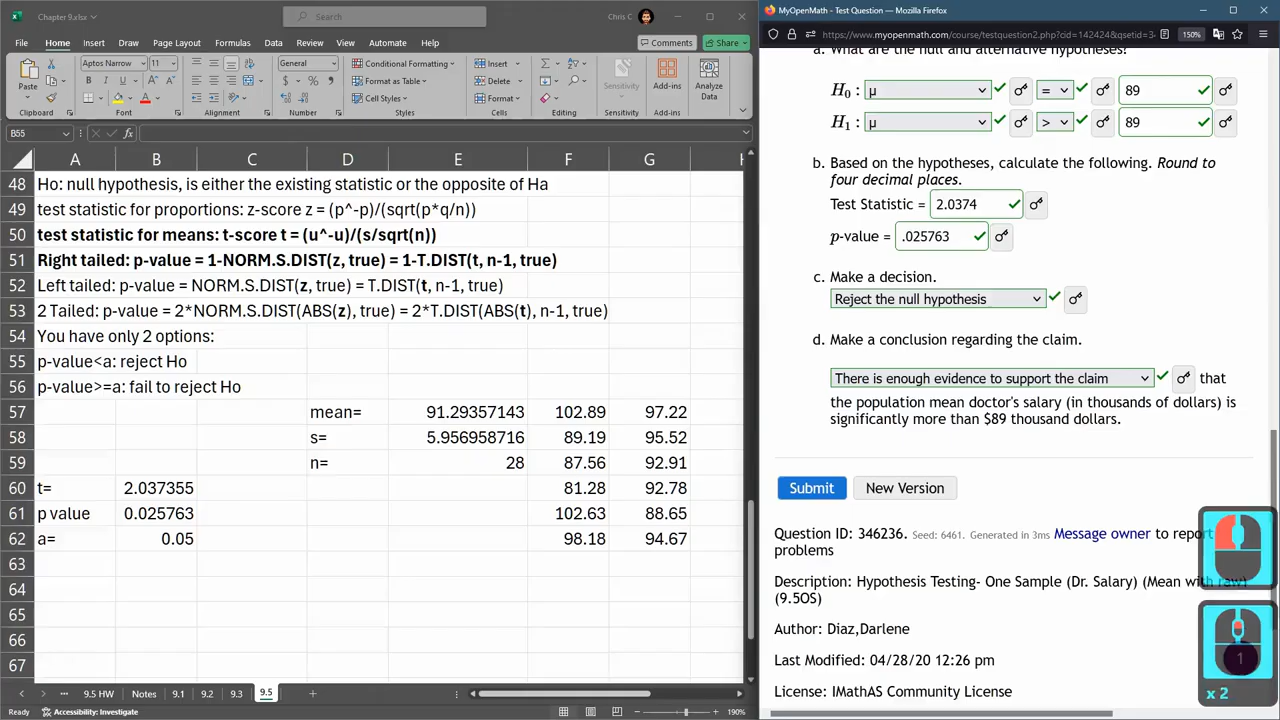 Chapter 9.xlsx
Search
Chris C
File Home Draw Page Layout Formulas Data Review View Automate Help Comments Share
Paste Aptos Narrow 11 General Conditional Formatting Insert
Format as Table Delete
Cell Styles Format
Sensitivity Add-ins Analyze Data
Clipboard Font Alignment Number Styles Cells Editing Sensitivity Add-ins
B55 fx
A B C D E F G H
48 Ho: null hypothesis, is either the existing statistic or the opposite of Ha
49 test statistic for proportions: z-score z = (p^-p)/(sqrt(p*q/n))
50 test statistic for means: t-score t = (u^-u)/(s/sqrt(n))
51 Right tailed: p-value = 1-NORM.S.DIST(z, true) = 1-T.DIST(t, n-1, true)
52 Left tailed: p-value = NORM.S.DIST(z, true) = T.DIST(t, n-1, true)
53 2 Tailed: p-value = 2*NORM.S.DIST(ABS(z), true) = 2*T.DIST(ABS(t), n-1, true)
54 You have only 2 options:
55 p-value<a: reject Ho
56 p-value>=a: fail to reject Ho
57 mean= 91.29357143 102.89 97.22
58 s= 5.956958716 89.19 95.52
59 n= 28 87.56 92.91
60 t= 2.037355 81.28 92.78
61 p value 0.025763 102.63 88.65
62 a= 0.05 98.18 94.67
63
64
65
66
67
9.5 HW Notes 9.1 9.2 9.3 9.5
Ready Accessibility: Investigate 190%
MyOpenMath - Test Question — Mozilla Firefox
https://www.myopenmath.com/course/testquestion2.php?cid=142424&qsetid=3 150%
a. What are the null and alternative hypotheses?
H0 : μ = 89
H1 : μ > 89
b. Based on the hypotheses, calculate the following. Round to
four decimal places.
Test Statistic = 2.0374
p-value = .025763
c. Make a decision.
Reject the null hypothesis
d. Make a conclusion regarding the claim.
There is enough evidence to support the claim that
the population mean doctor's salary (in thousands of dollars) is
significantly more than $89 thousand dollars.
Submit New Version
Question ID: 346236. Seed: 6461. Generated in 3ms Message owner to report
problems
Description: Hypothesis Testing- One Sample (Dr. Salary) (Mean with raw)
(9.5OS)
Author: Diaz,Darlene
Last Modified: 04/28/20 12:26 pm
License: IMathAS Community License
1
x 2